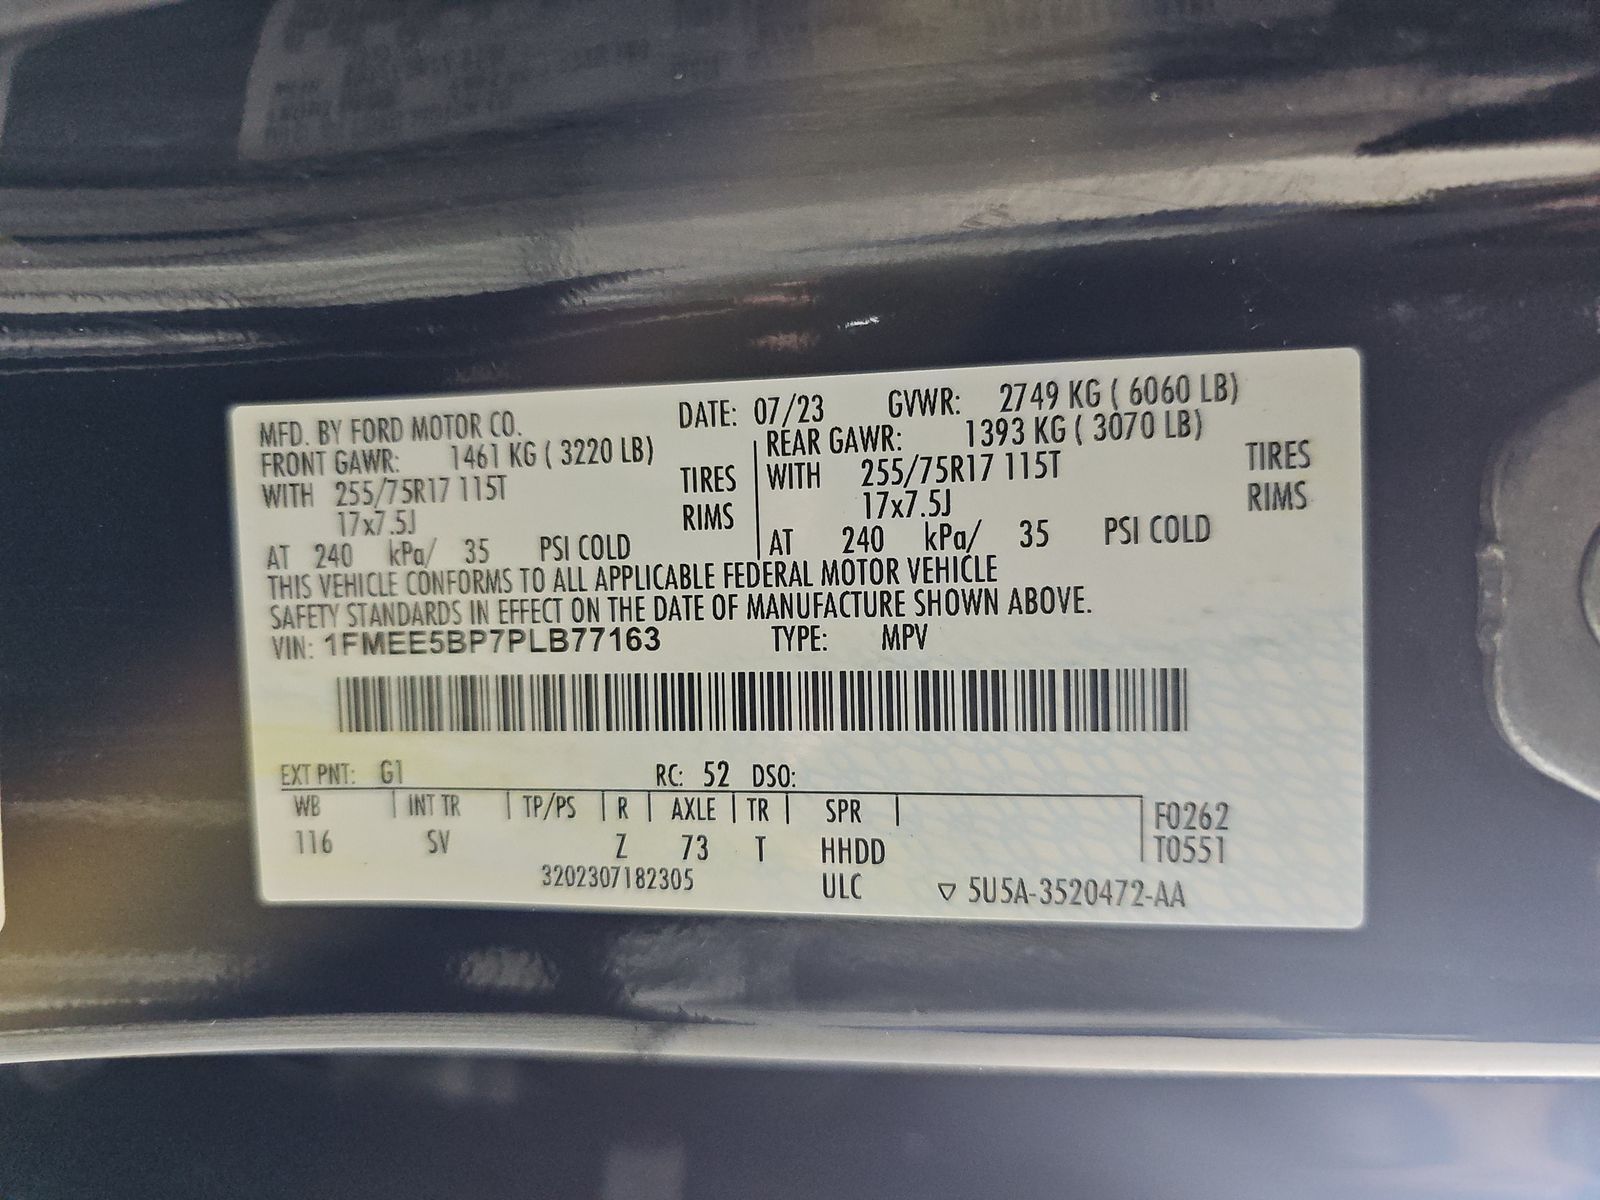 MFD. BY FORD MOTOR CO. DATE: 07/23 GVWR: 2749 KG ( 6060 LB)
FRONT GAWR: 1461 KG ( 3220 LB) REAR GAWR: 1393 KG ( 3070 LB)
WITH 255/75R17 115T TIRES WITH 255/75R17 115T TIRES
17x7.5J RIMS 17x7.5J RIMS
AT 240 kPa/ 35 PSI COLD AT 240 kPa/ 35 PSI COLD
THIS VEHICLE CONFORMS TO ALL APPLICABLE FEDERAL MOTOR VEHICLE
SAFETY STANDARDS IN EFFECT ON THE DATE OF MANUFACTURE SHOWN ABOVE.
VIN: 1FMEE5BP7PLB77163 TYPE: MPV
EXT PNT: G1 RC: 52 DSO:
WB INT TR TP/PS R AXLE TR SPR F0262
116 SV Z 73 T HHDD T0551
3202307182305 ULC ▽ 5U5A-3520472-AA